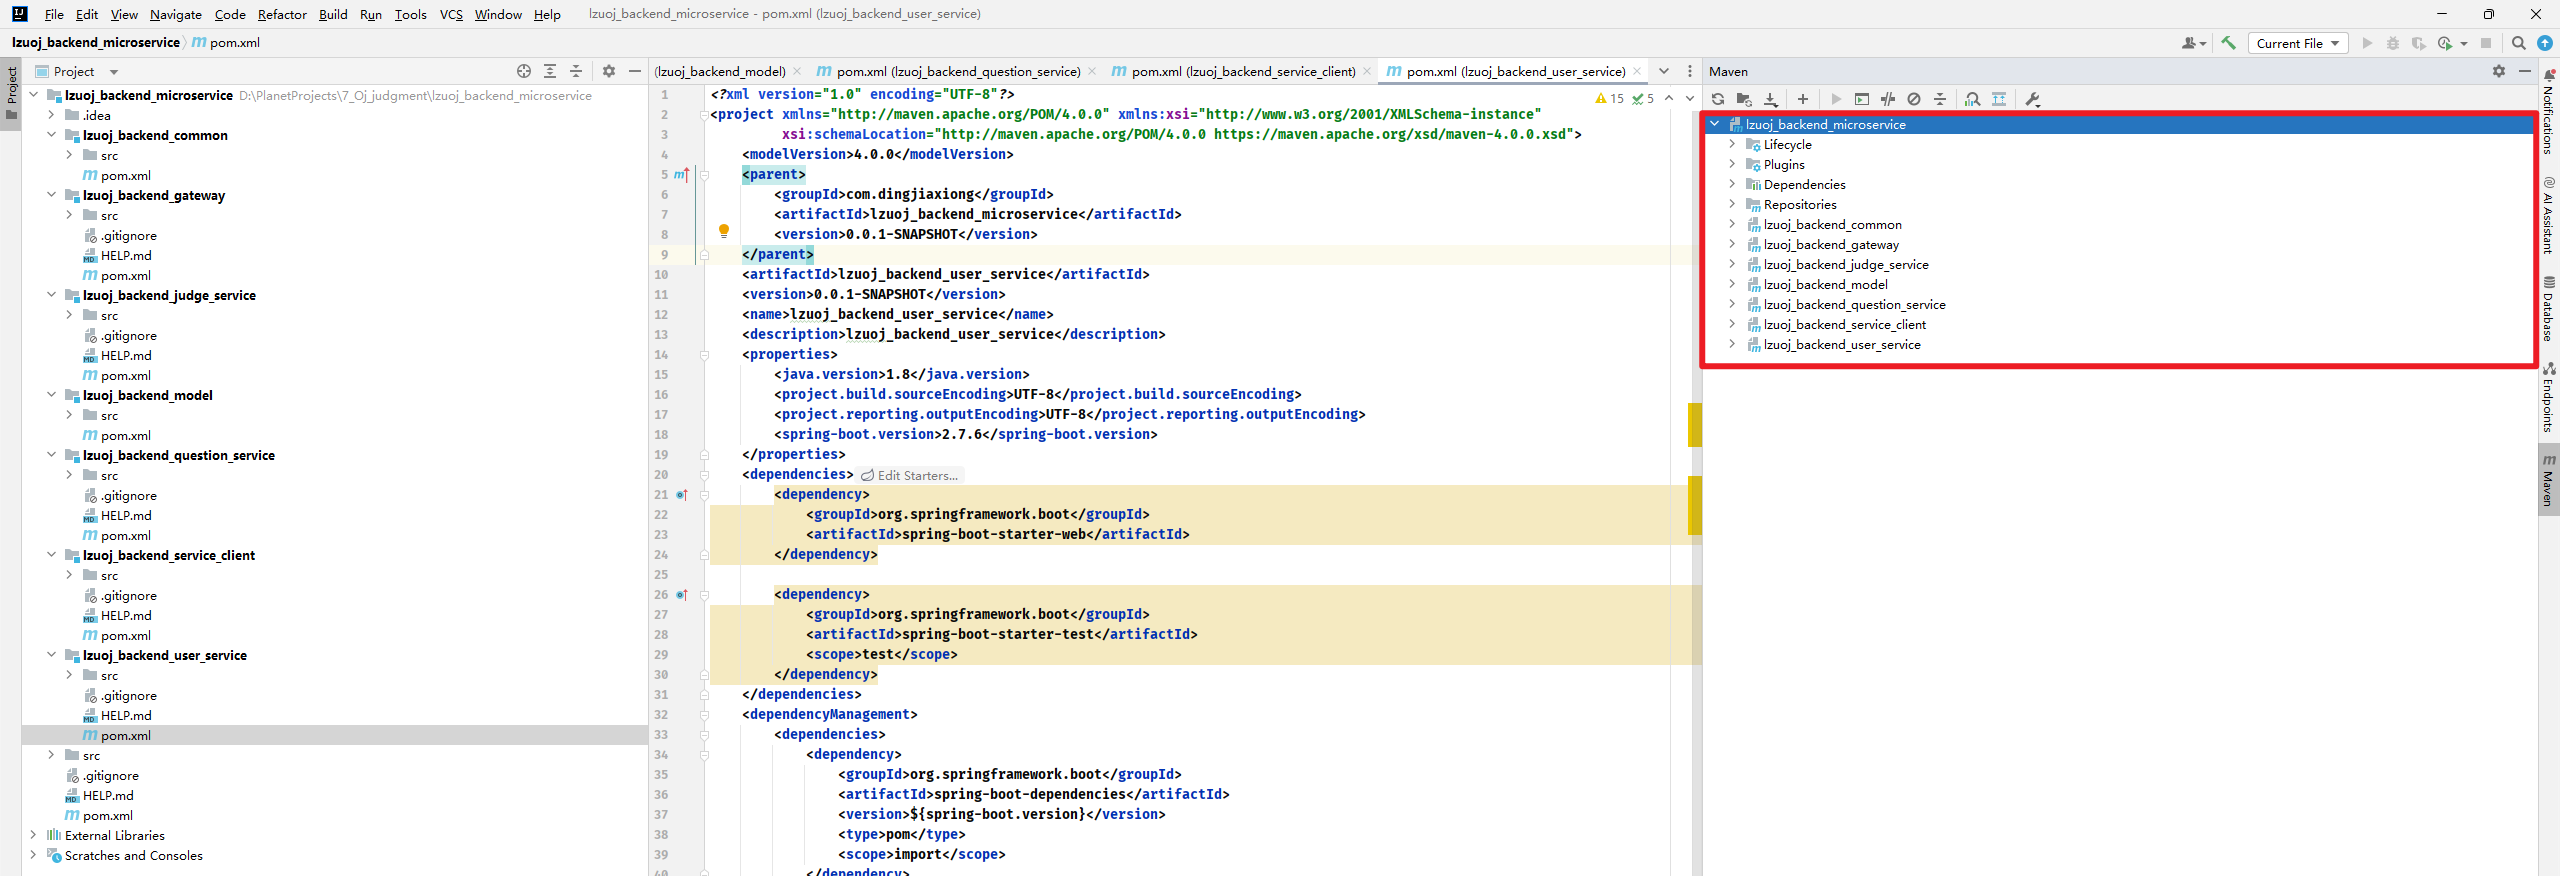 File Edit View Navigate Code Refactor Build Run Tools VCS Window Help lzuoj_backend_microservice - pom.xml (lzuoj_backend_user_service)
lzuoj_backend_microservice pom.xml
Current File
Project
Project
lzuoj_backend_microservice D:\PlanetProjects\7_Oj_judgment\lzuoj_backend_microservice
.idea
lzuoj_backend_common
src
pom.xml
lzuoj_backend_gateway
src
.gitignore
HELP.md
pom.xml
lzuoj_backend_judge_service
src
.gitignore
HELP.md
pom.xml
lzuoj_backend_model
src
pom.xml
lzuoj_backend_question_service
src
.gitignore
HELP.md
pom.xml
lzuoj_backend_service_client
src
.gitignore
HELP.md
pom.xml
lzuoj_backend_user_service
src
.gitignore
HELP.md
pom.xml
src
.gitignore
HELP.md
pom.xml
External Libraries
Scratches and Consoles
(lzuoj_backend_model) pom.xml (lzuoj_backend_question_service) pom.xml (lzuoj_backend_service_client) pom.xml (lzuoj_backend_user_service)
15 5
1 <?xml version="1.0" encoding="UTF-8"?>
2 <project xmlns="http://maven.apache.org/POM/4.0.0" xmlns:xsi="http://www.w3.org/2001/XMLSchema-instance"
3 xsi:schemaLocation="http://maven.apache.org/POM/4.0.0 https://maven.apache.org/xsd/maven-4.0.0.xsd">
4 <modelVersion>4.0.0</modelVersion>
5 <parent>
6 <groupId>com.dingjiaxiong</groupId>
7 <artifactId>lzuoj_backend_microservice</artifactId>
8 <version>0.0.1-SNAPSHOT</version>
9 </parent>
10 <artifactId>lzuoj_backend_user_service</artifactId>
11 <version>0.0.1-SNAPSHOT</version>
12 <name>lzuoj_backend_user_service</name>
13 <description>lzuoj_backend_user_service</description>
14 <properties>
15 <java.version>1.8</java.version>
16 <project.build.sourceEncoding>UTF-8</project.build.sourceEncoding>
17 <project.reporting.outputEncoding>UTF-8</project.reporting.outputEncoding>
18 <spring-boot.version>2.7.6</spring-boot.version>
19 </properties>
20 <dependencies> Edit Starters...
21 <dependency>
22 <groupId>org.springframework.boot</groupId>
23 <artifactId>spring-boot-starter-web</artifactId>
24 </dependency>
25
26 <dependency>
27 <groupId>org.springframework.boot</groupId>
28 <artifactId>spring-boot-starter-test</artifactId>
29 <scope>test</scope>
30 </dependency>
31 </dependencies>
32 <dependencyManagement>
33 <dependencies>
34 <dependency>
35 <groupId>org.springframework.boot</groupId>
36 <artifactId>spring-boot-dependencies</artifactId>
37 <version>${spring-boot.version}</version>
38 <type>pom</type>
39 <scope>import</scope>
40 </dependency>
Maven
lzuoj_backend_microservice
Lifecycle
Plugins
Dependencies
Repositories
lzuoj_backend_common
lzuoj_backend_gateway
lzuoj_backend_judge_service
lzuoj_backend_model
lzuoj_backend_question_service
lzuoj_backend_service_client
lzuoj_backend_user_service
Notifications
AI Assistant
Database
Endpoints
Maven